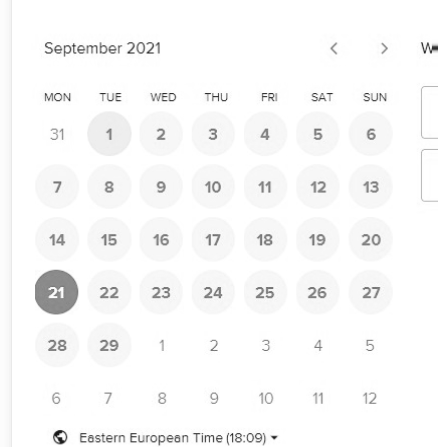 September 2021 < > W
MON TUE WED THU FRI SAT SUN
31 1 2 3 4 5 6
7 8 9 10 11 12 13
14 15 16 17 18 19 20
21 22 23 24 25 26 27
28 29 1 2 3 4 5
6 7 8 9 10 11 12
Eastern European Time (18:09)